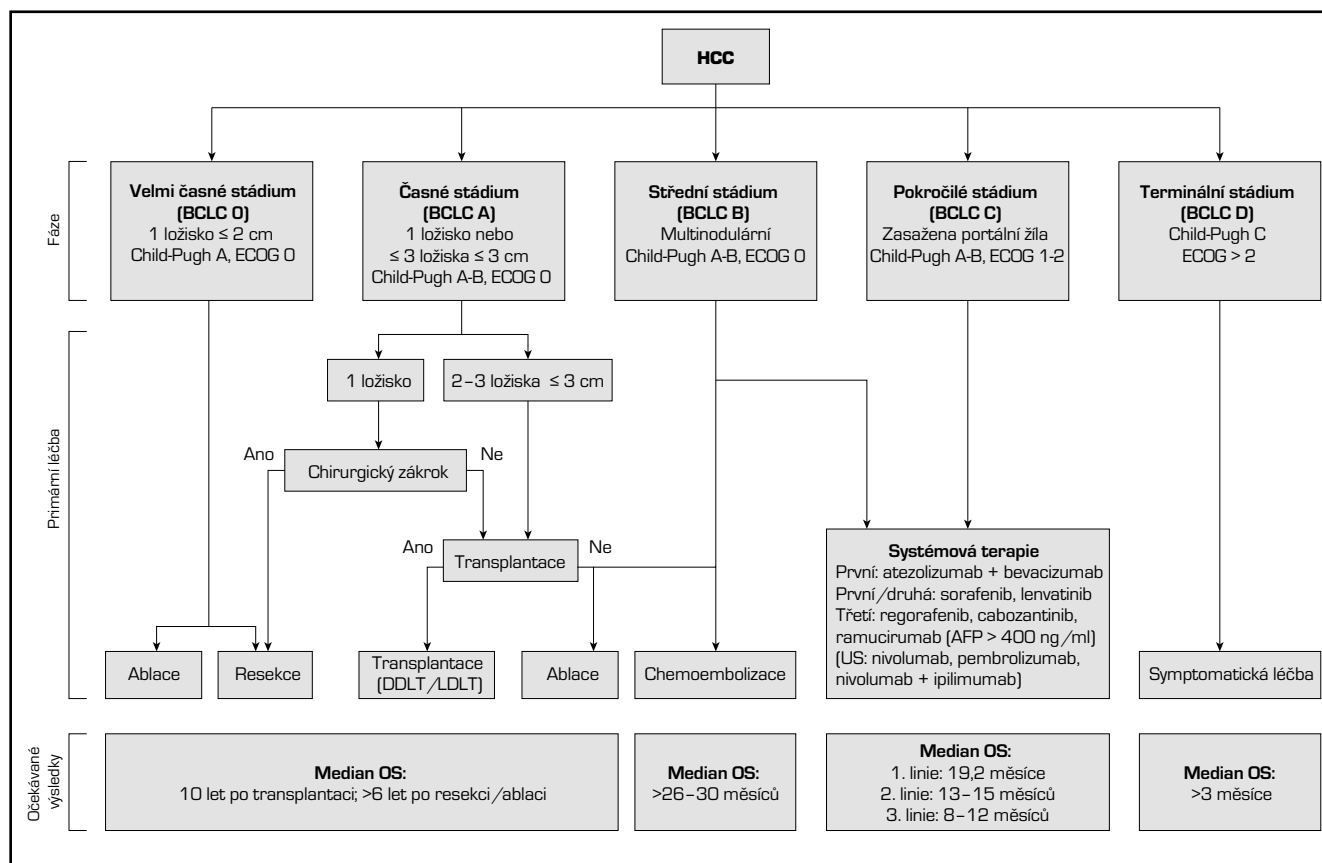 HCC
Fáze
Velmi časné stádium
(BCLC 0)
1 ložisko ≤ 2 cm
Child-Pugh A, ECOG 0
Časné stádium
(BCLC A)
1 ložisko nebo
≤ 3 ložiska ≤ 3 cm
Child-Pugh A-B, ECOG 0
Střední stádium
(BCLC B)
Multinodulární
Child-Pugh A-B, ECOG 0
Pokročilé stádium
(BCLC C)
Zasažena portální žíla
Child-Pugh A-B, ECOG 1-2
Terminální stádium
(BCLC D)
Child-Pugh C
ECOG > 2
Primární léčba
1 ložisko
2–3 ložiska ≤ 3 cm
Ano
Chirurgický zákrok
Ne
Ano
Transplantace
Ne
Ablace
Resekce
Transplantace
(DDLT/LDLT)
Ablace
Chemoembolizace
Systémová terapie
První: atezolizumab + bevacizumab
První/druhá: sorafenib, lenvatinib
Třetí: regorafenib, cabozantinib,
ramucirumab (AFP > 400 ng/ml)
(US: nivolumab, pembrolizumab,
nivolumab + ipilimumab)
Symptomatická léčba
Očekávané
výsledky
Median OS:
10 let po transplantaci; >6 let po resekci/ablaci
Median OS:
>26–30 měsíců
Median OS:
1. linie: 19,2 měsíce
2. linie: 13–15 měsíců
3. linie: 8–12 měsíců
Median OS:
>3 měsíce